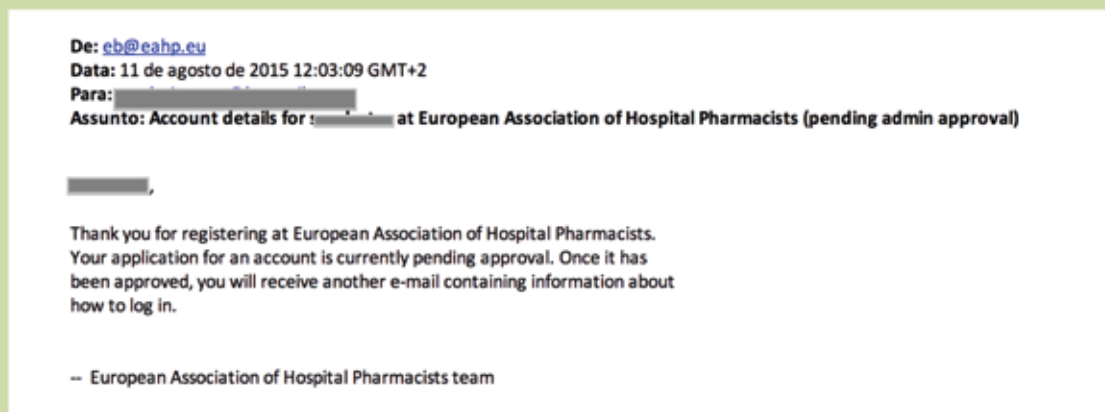 De: eb@eahp.eu
Data: 11 de agosto de 2015 12:03:09 GMT+2
Para:
Assunto: Account details for at European Association of Hospital Pharmacists (pending admin approval)
,
Thank you for registering at European Association of Hospital Pharmacists.
Your application for an account is currently pending approval. Once it has
been approved, you will receive another e-mail containing information about
how to log in.
-- European Association of Hospital Pharmacists team